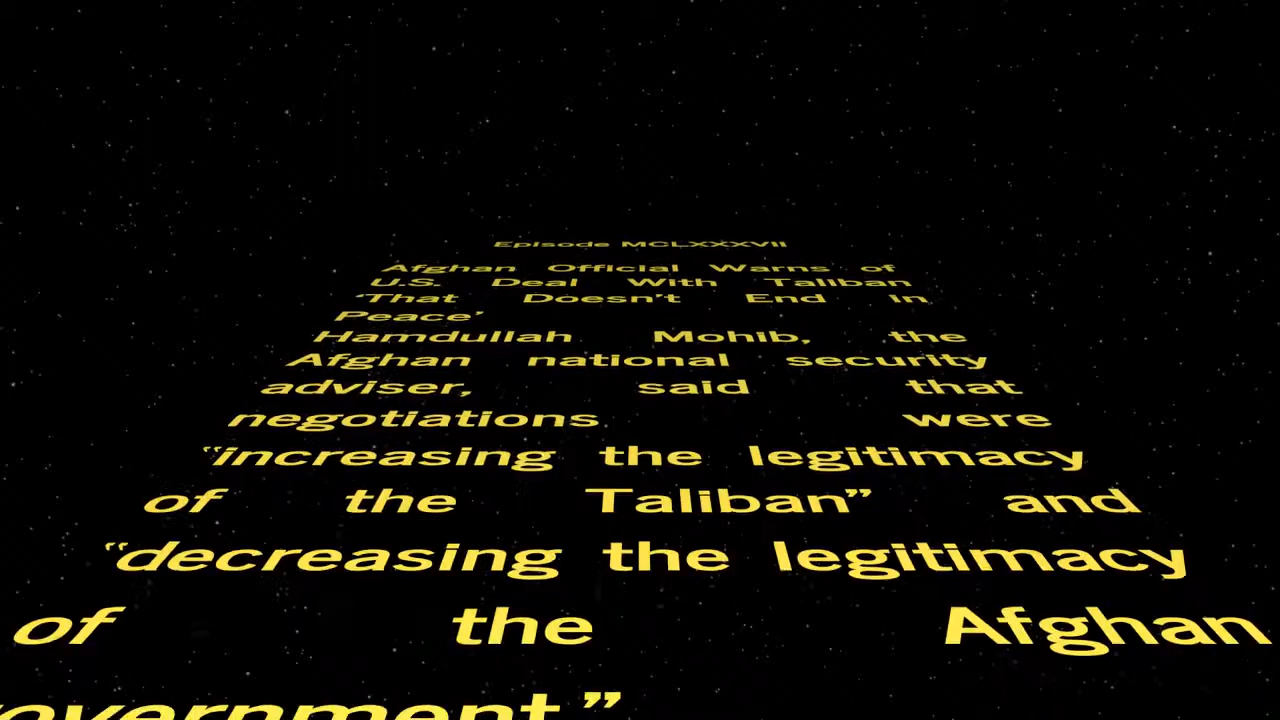 Episode MCLXXXVII
Afghan Official Warns of
U.S. Deal With Taliban
‘That Doesn’t End in
Peace’
Hamdullah Mohib, the
Afghan national security
adviser, said that
negotiations were
“increasing the legitimacy
of the Taliban” and
“decreasing the legitimacy
of the Afghan
government.”